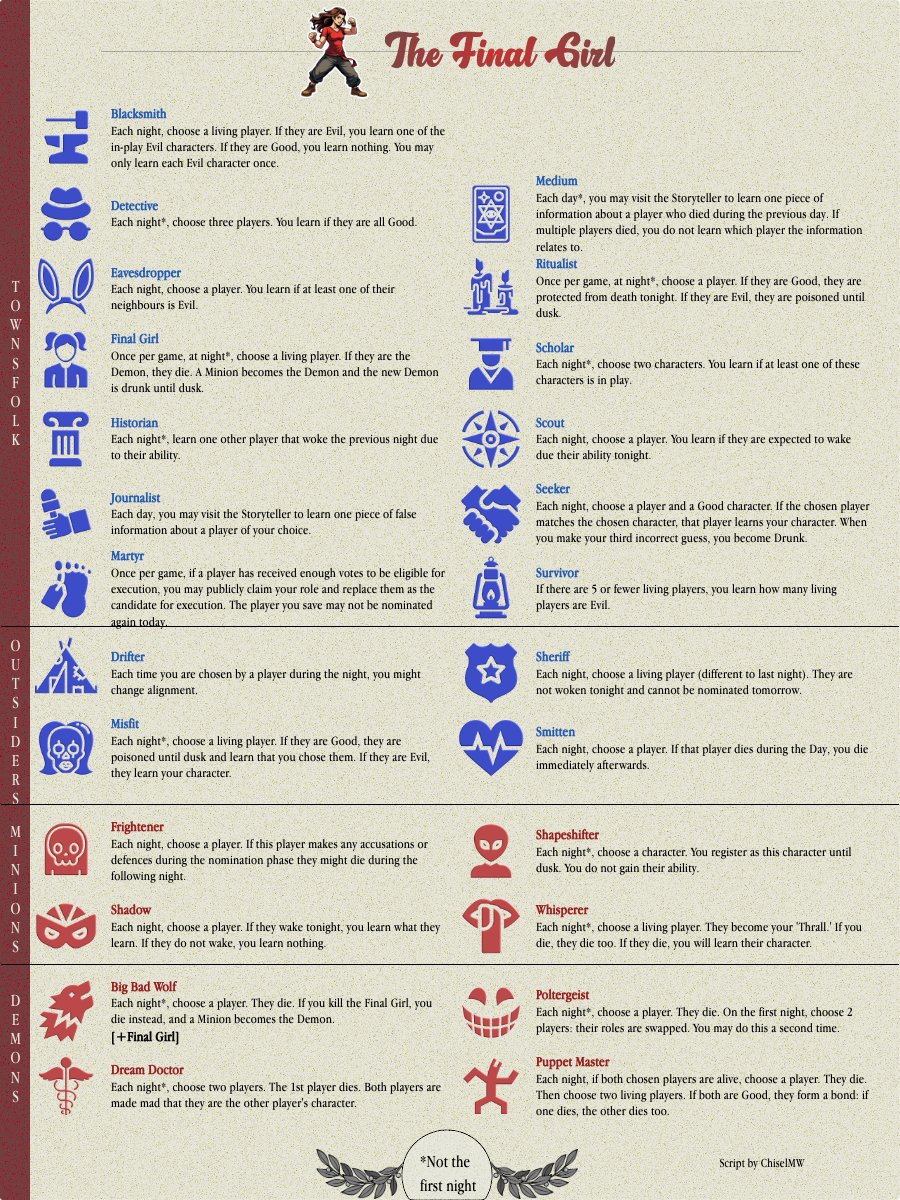 The Final Girl
TOWNSFOLK
Blacksmith
Each night, choose a living player. If they are Evil, you learn one of the
in-play Evil characters. If they are Good, you learn nothing. You may
only learn each Evil character once.
Detective
Each night*, choose three players. You learn if they are all Good.
Eavesdropper
Each night, choose a player. You learn if at least one of their
neighbours is Evil.
Final Girl
Once per game, at night*, choose a living player. If they are the
Demon, they die. A Minion becomes the Demon and the new Demon
is drunk until dusk.
Historian
Each night*, learn one other player that woke the previous night due
to their ability.
Journalist
Each day, you may visit the Storyteller to learn one piece of false
information about a player of your choice.
Martyr
Once per game, if a player has received enough votes to be eligible for
execution, you may publicly claim your role and replace them as the
candidate for execution. The player you save may not be nominated
again today.
Medium
Each day*, you may visit the Storyteller to learn one piece of
information about a player who died during the previous day. If
multiple players died, you do not learn which player the information
relates to.
Ritualist
Once per game, at night*, choose a player. If they are Good, they are
protected from death tonight. If they are Evil, they are poisoned until
dusk.
Scholar
Each night*, choose two characters. You learn if at least one of these
characters is in play.
Scout
Each night, choose a player. You learn if they are expected to wake
due their ability tonight.
Seeker
Each night, choose a player and a Good character. If the chosen player
matches the chosen character, that player learns your character. When
you make your third incorrect guess, you become Drunk.
Survivor
If there are 5 or fewer living players, you learn how many living
players are Evil.
OUTSIDERS
Drifter
Each time you are chosen by a player during the night, you might
change alignment.
Misfit
Each night*, choose a living player. If they are Good, they are
poisoned until dusk and learn that you chose them. If they are Evil,
they learn your character.
Sheriff
Each night, choose a living player (different to last night). They are
not woken tonight and cannot be nominated tomorrow.
Smitten
Each night, choose a player. If that player dies during the Day, you die
immediately afterwards.
MINIONS
Frightener
Each night, choose a player. If this player makes any accusations or
defences during the nomination phase they might die during the
following night.
Shadow
Each night, choose a player. If they wake tonight, you learn what they
learn. If they do not wake, you learn nothing.
Shapeshifter
Each night*, choose a character. You register as this character until
dusk. You do not gain their ability.
Whisperer
Each night*, choose a living player. They become your 'Thrall.' If you
die, they die too. If they die, you will learn their character.
DEMONS
Big Bad Wolf
Each night*, choose a player. They die. If you kill the Final Girl, you
die instead, and a Minion becomes the Demon.
[+Final Girl]
Dream Doctor
Each night*, choose two players. The 1st player dies. Both players are
made mad that they are the other player's character.
Poltergeist
Each night*, choose a player. They die. On the first night, choose 2
players: their roles are swapped. You may do this a second time.
Puppet Master
Each night, if both chosen players are alive, choose a player. They die.
Then choose two living players. If both are Good, they form a bond: if
one dies, the other dies too.
*Not the
first night
Script by ChiselMW